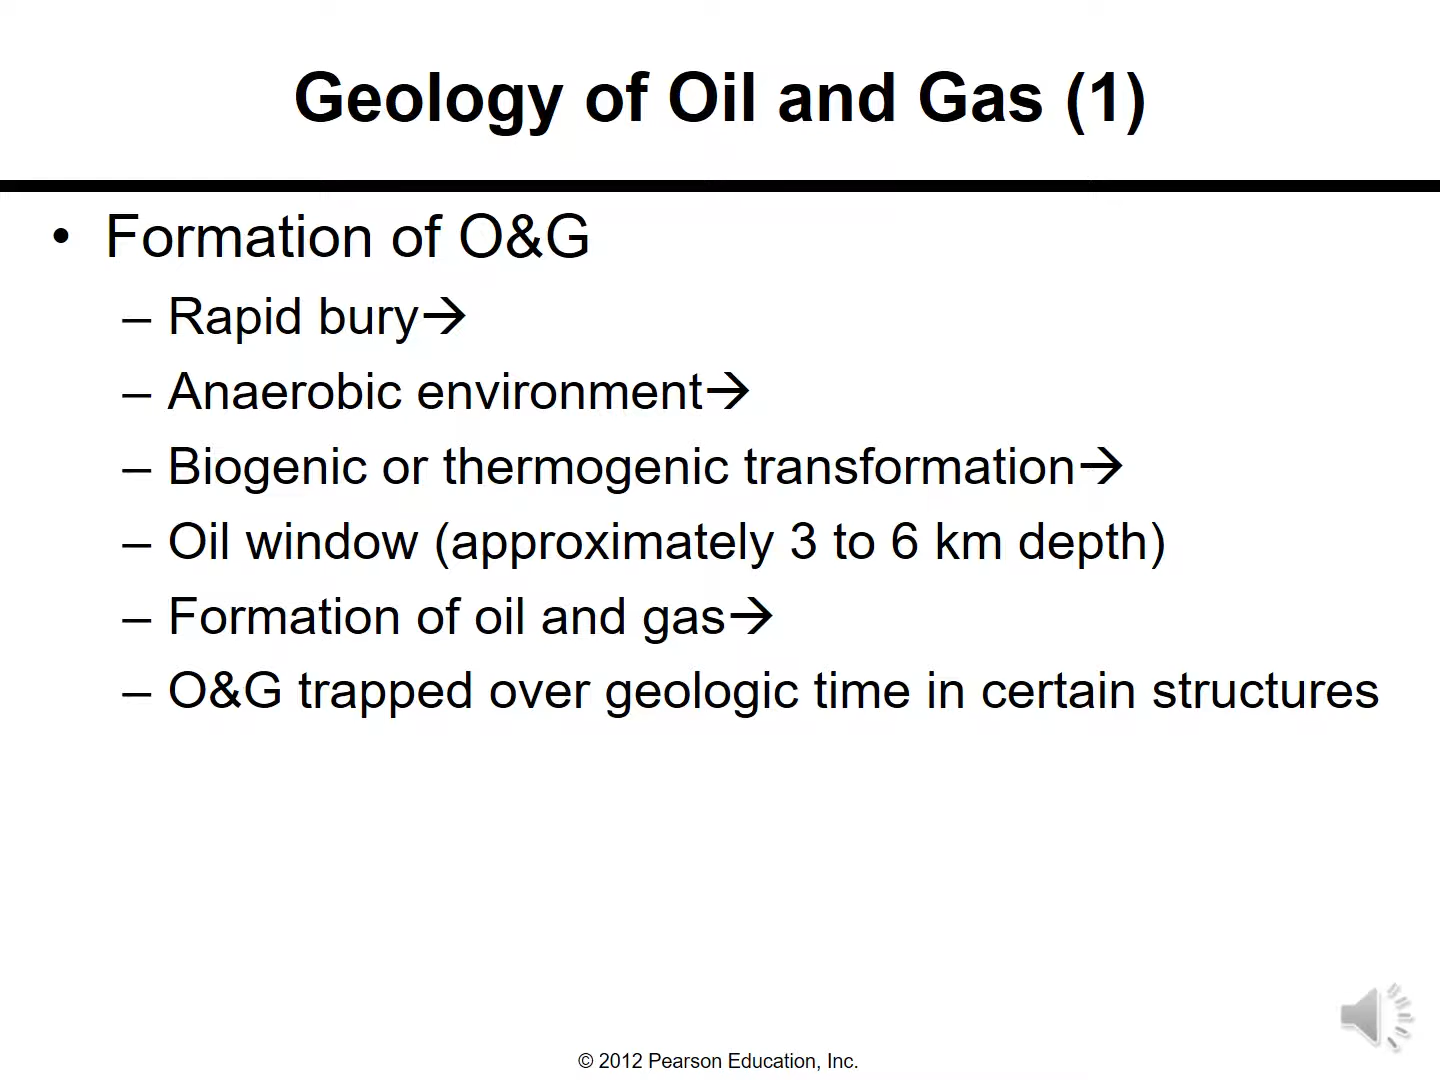 Geology of Oil and Gas (1)
• Formation of O&G
– Rapid bury→
– Anaerobic environment→
– Biogenic or thermogenic transformation→
– Oil window (approximately 3 to 6 km depth)
– Formation of oil and gas→
– O&G trapped over geologic time in certain structures
© 2012 Pearson Education, Inc.